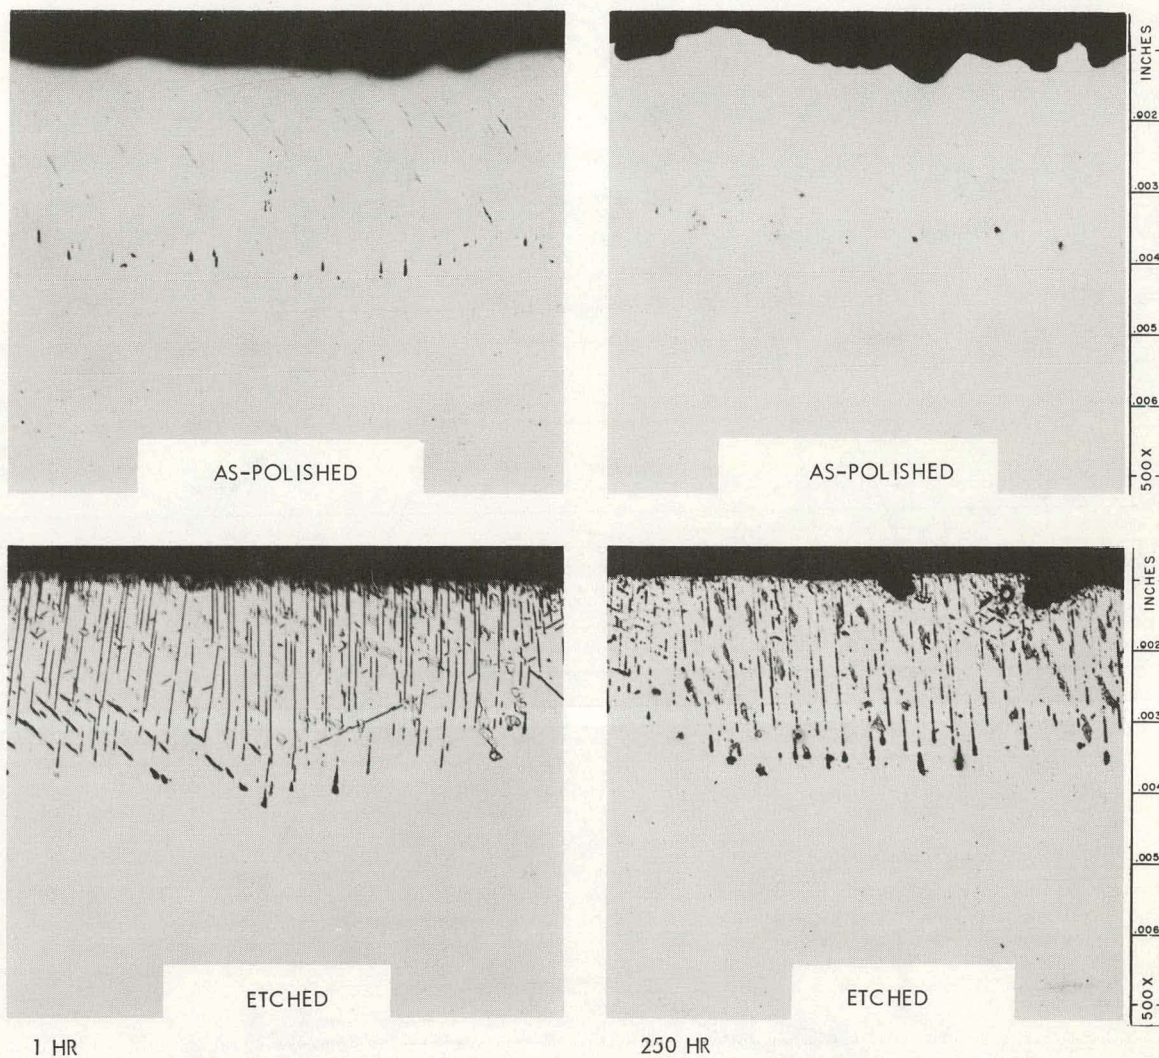 INCHES
.002
.003
.004
.005
.006
500X
AS-POLISHED
AS-POLISHED
INCHES
.002
.003
.004
.005
.006
500X
ETCHED
ETCHED
1 HR
250 HR